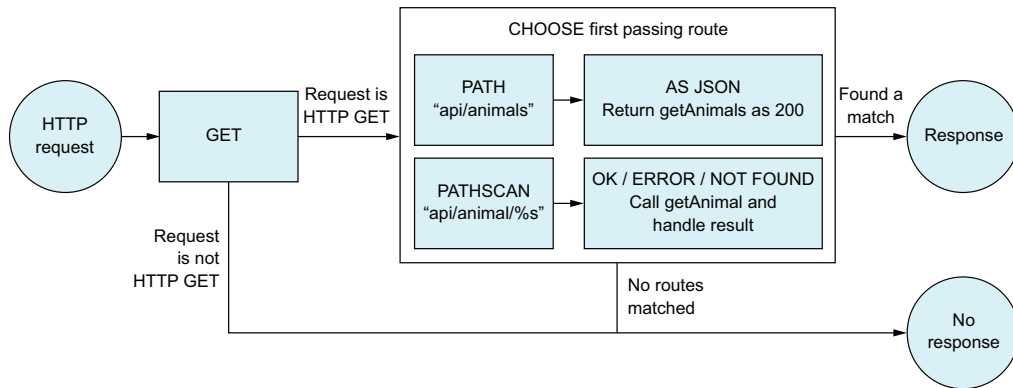 CHOOSE first passing route
HTTP
request
GET
Request is
HTTP GET
PATH
“api/animals”
AS JSON
Return getAnimals as 200
PATHSCAN
“api/animal/%s”
OK / ERROR / NOT FOUND
Call getAnimal and
handle result
Found a
match
Response
Request
is not
HTTP GET
No routes
matched
No
response